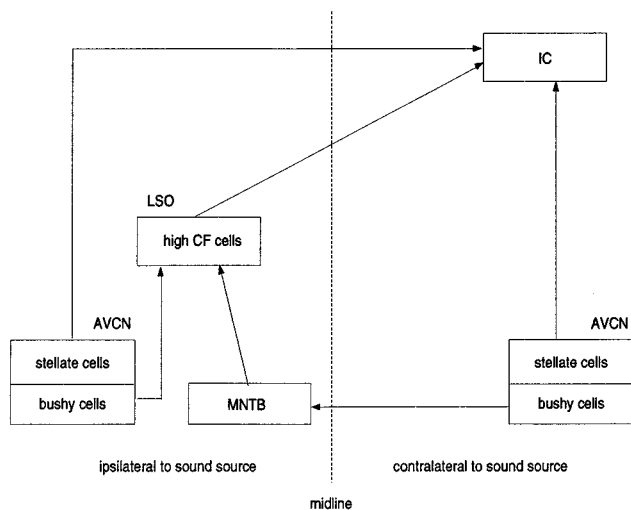 IC
LSO
high CF cells
AVCN
stellate cells
bushy cells
MNTB
AVCN
stellate cells
bushy cells
ipsilateral to sound source
contralateral to sound source
midline